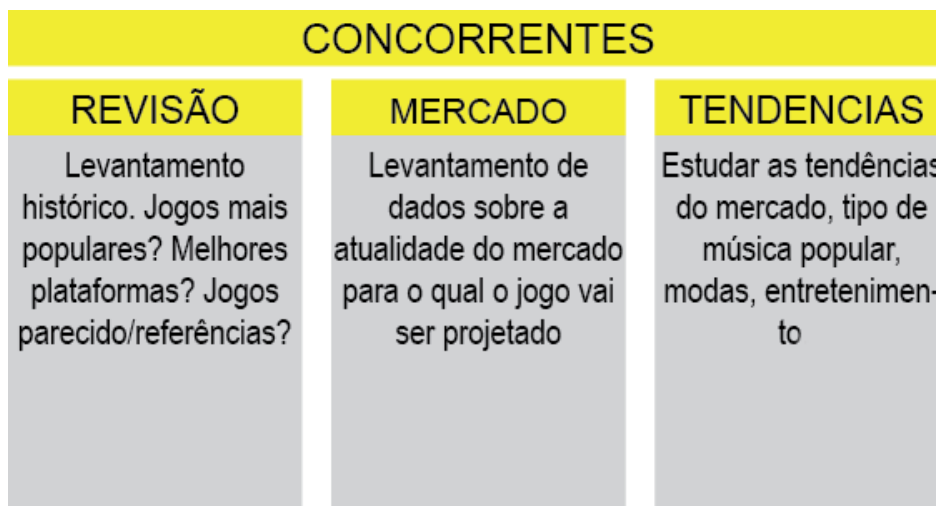 CONCORRENTES
REVISÃO
Levantamento
histórico. Jogos mais
populares? Melhores
plataformas? Jogos
parecido/referências?
MERCADO
Levantamento de
dados sobre a
atualidade do mercado
para o qual o jogo vai
ser projetado
TENDENCIAS
Estudar as tendências
do mercado, tipo de
música popular,
modas, entretenimen-
to